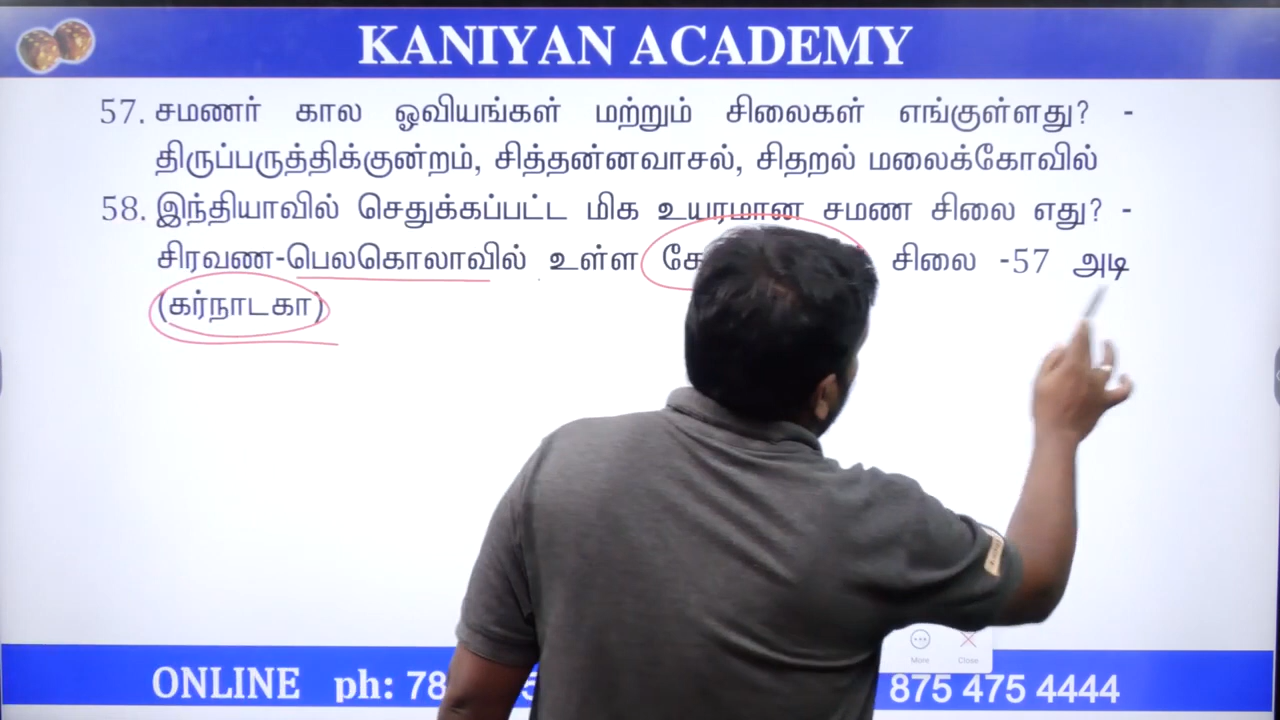 KANIYAN ACADEMY
57. சமணர் கால ஓவியங்கள் மற்றும் சிலைகள் எங்குள்ளது? -
திருப்பருத்திக்குன்றம், சித்தன்னவாசல், சிதறல் மலைக்கோவில்
58. இந்தியாவில் செதுக்கப்பட்ட மிக உயரமான சமண சிலை எது? -
சிரவண-பெலகொலாவில் உள்ள சிலை -57 அடி
(கர்நாடகா)
More Close
ONLINE ph: 78 875 475 4444